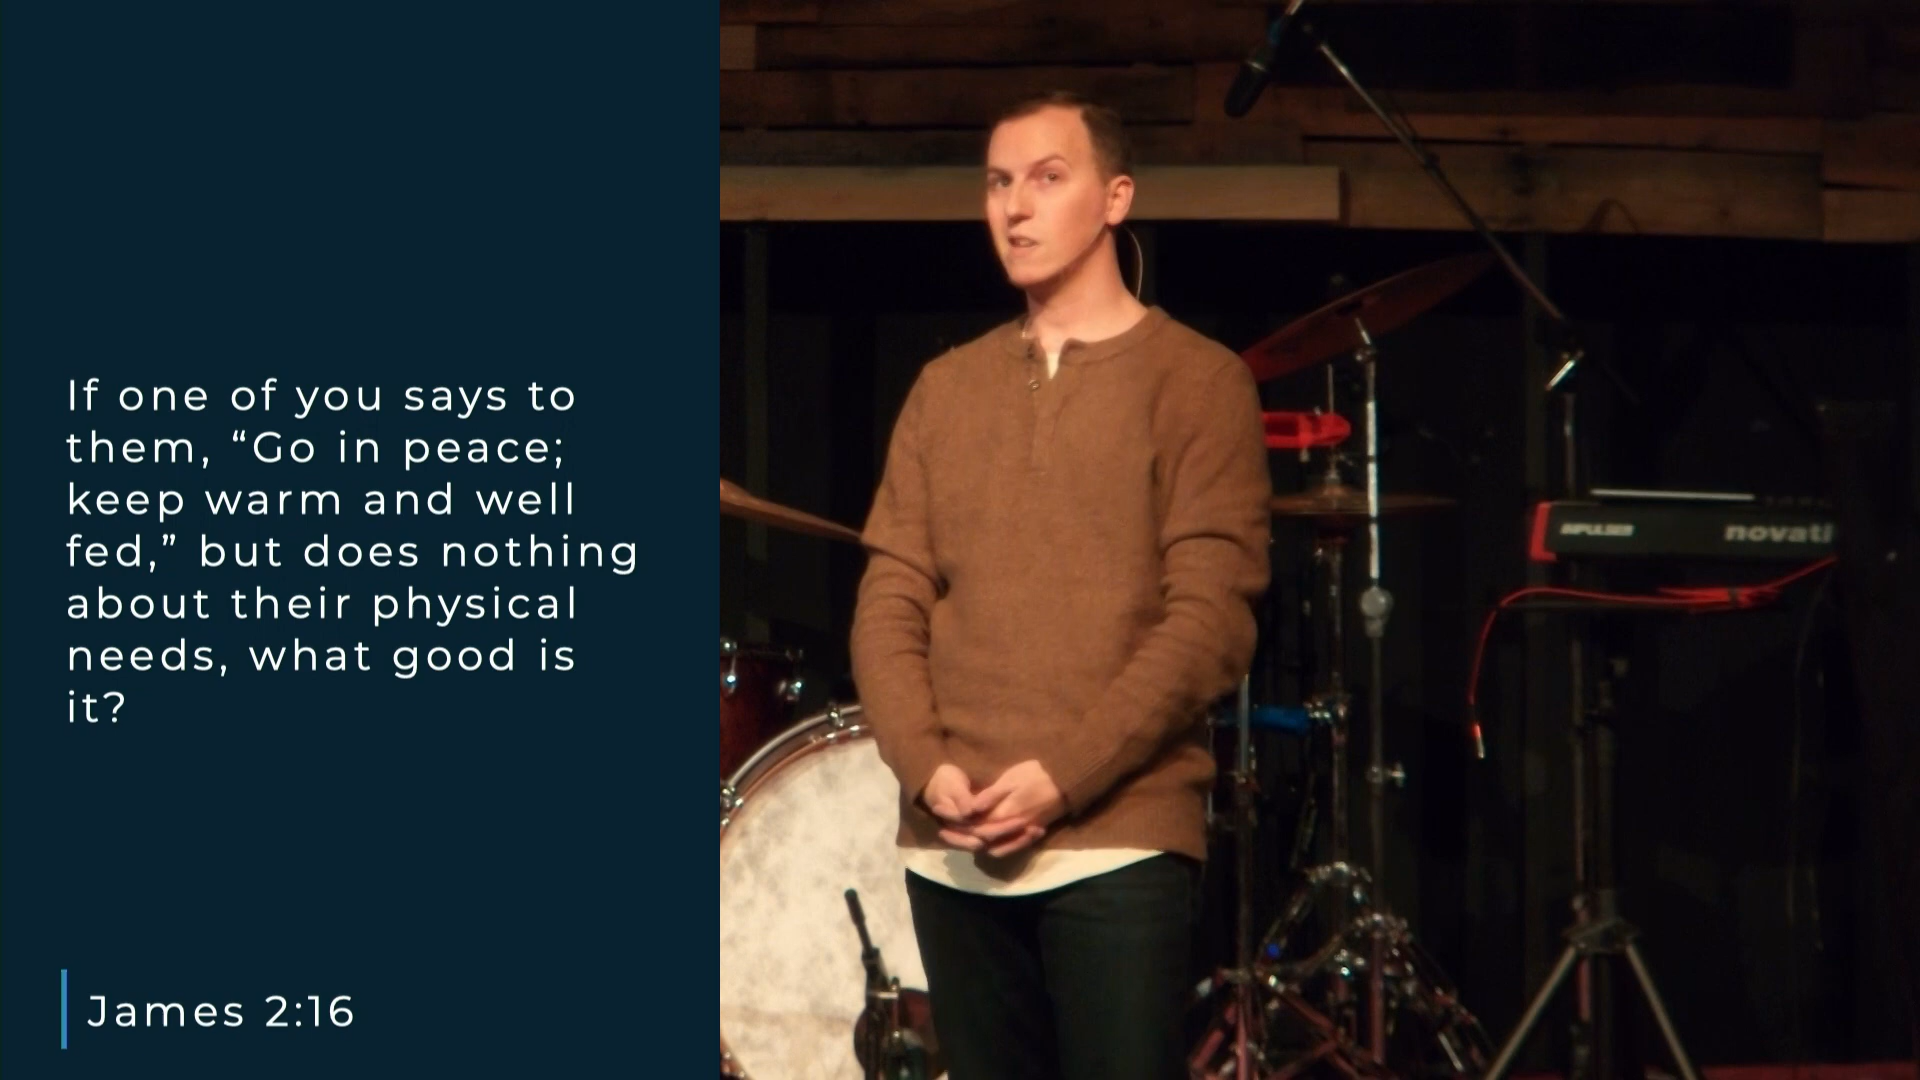 If one of you says to
them, “Go in peace;
keep warm and well
fed,” but does nothing
about their physical
needs, what good is
it?
James 2:16
IMPULSE
novati